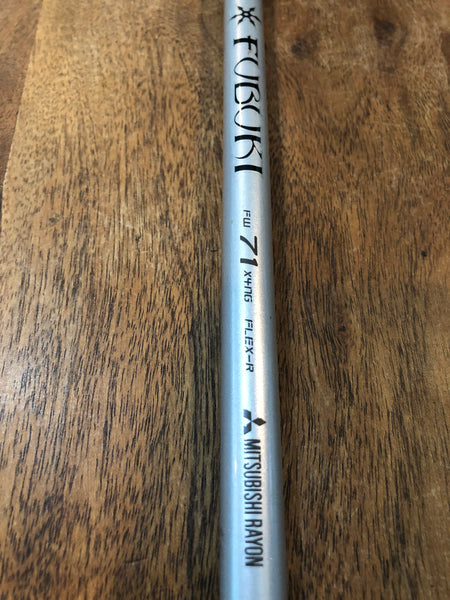 FUBUKI
FW 71 x4ng FLEX-R
MITSUBISHI RAYON